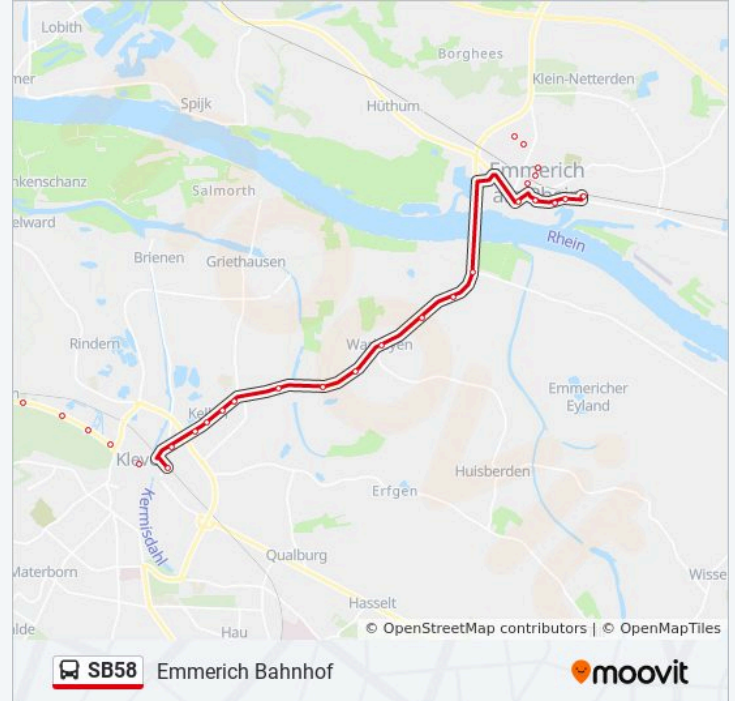 Lobith
Borghees
mer
Klein-Netterden
Spijk
Hüthum
Emmerich
nkenschanz
Salmorth
elward
Rhein
Brienen
Griethausen
Rindern
Emmericher
Eyland
Kleve
Huisberden
Erfgen
Kermisdahl
Qualburg
Materborn
Wisse
Hasselt
alde
Hau
© OpenStreetMap contributors | © OpenMapTiles
SB58 Emmerich Bahnhof
moovit